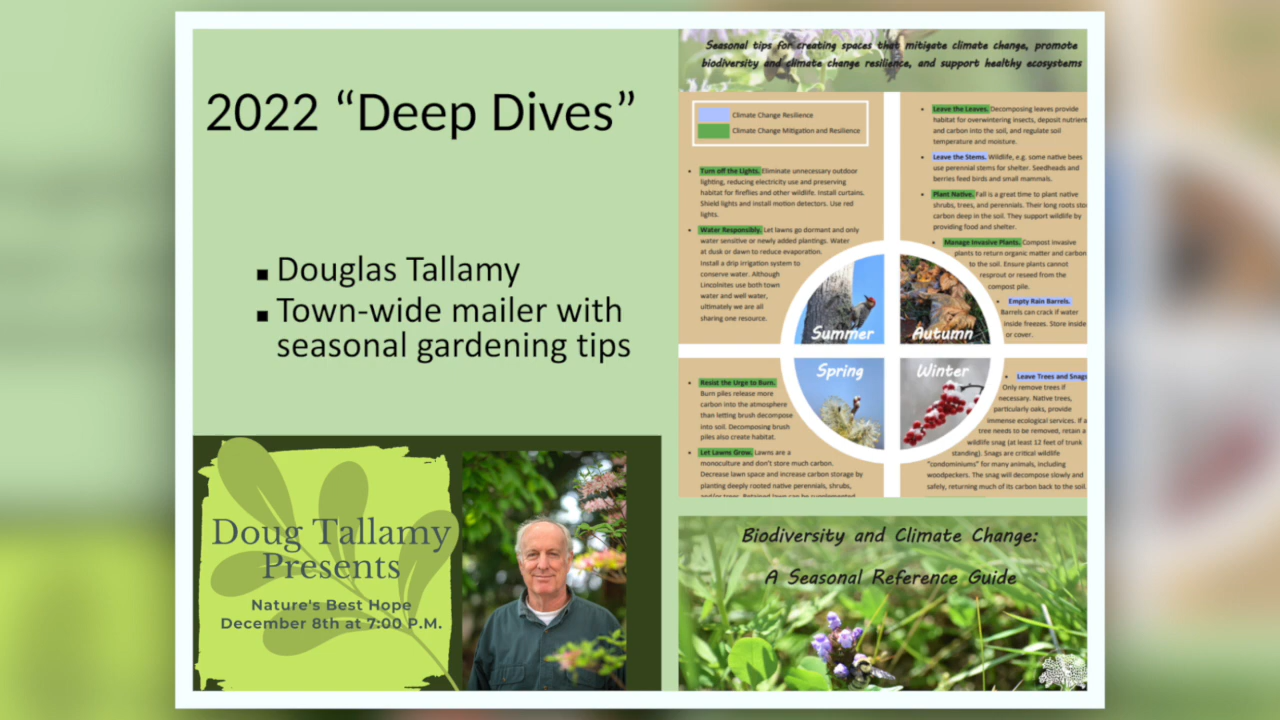 2022 “Deep Dives”
▪ Douglas Tallamy
▪ Town-wide mailer with
seasonal gardening tips
Doug Tallamy
Presents
Nature's Best Hope
December 8th at 7:00 P.M.
Seasonal tips for creating spaces that mitigate climate change, promote
biodiversity and climate change resilience, and support healthy ecosystems
Climate Change Resilience
Climate Change Mitigation and Resilience
• Turn off the Lights. Eliminate unnecessary outdoor
lighting, reducing electricity use and preserving
habitat for fireflies and other wildlife. Install curtains.
Shield lights and install motion detectors. Use red
lights.
• Water Responsibly. Let lawns go dormant and only
water sensitive or newly added plantings. Water
at dusk or dawn to reduce evaporation.
Install a drip irrigation system to
conserve water. Although
Lincolnites use both town
water and well water,
ultimately we are all
sharing one resource.
• Leave the Leaves. Decomposing leaves provide
habitat for overwintering insects, deposit nutrient
and carbon into the soil, and regulate soil
temperature and moisture.
• Leave the Stems. Wildlife, e.g. some native bees
use perennial stems for shelter. Seedheads and
berries feed birds and small mammals.
• Plant Native. Fall is a great time to plant native
shrubs, trees, and perennials. Their long roots sto
carbon deep in the soil. They support wildlife by
providing food and shelter.
• Manage Invasive Plants. Compost invasive
plants to return organic matter and carbon
to the soil. Ensure plants cannot
resprout or reseed from the
compost pile.
• Empty Rain Barrels.
Barrels can crack if water
inside freezes. Store inside
or cover.
Summer
Autumn
Spring
Winter
• Resist the Urge to Burn.
Burn piles release more
carbon into the atmosphere
than letting brush decompose
into soil. Decomposing brush
piles also create habitat.
• Let Lawns Grow. Lawns are a
monoculture and don't store much carbon.
Decrease lawn space and increase carbon storage by
planting deeply rooted native perennials, shrubs,
and/or trees. Retained lawn can be supplemented
• Leave Trees and Snags
Only remove trees if
necessary. Native trees,
particularly oaks, provide
immense ecological services. If a
tree needs to be removed, retain a
wildlife snag (at least 12 feet of trunk
standing). Snags are critical wildlife
“condominiums” for many animals, including
woodpeckers. The snag will decompose slowly and
safely, returning much of its carbon back to the soil.
Biodiversity and Climate Change:
A Seasonal Reference Guide